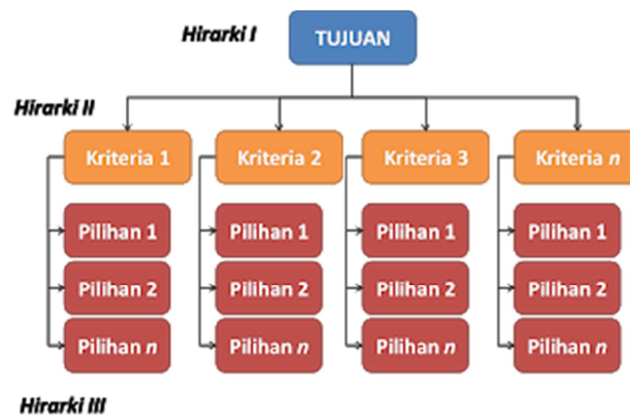 Hirarki I
TUJUAN
Hirarki II
Kriteria 1
Kriteria 2
Kriteria 3
Kriteria n
Pilihan 1
Pilihan 1
Pilihan 1
Pilihan 1
Pilihan 2
Pilihan 2
Pilihan 2
Pilihan 2
Pilihan n
Pilihan n
Pilihan n
Pilihan n
Hirarki III